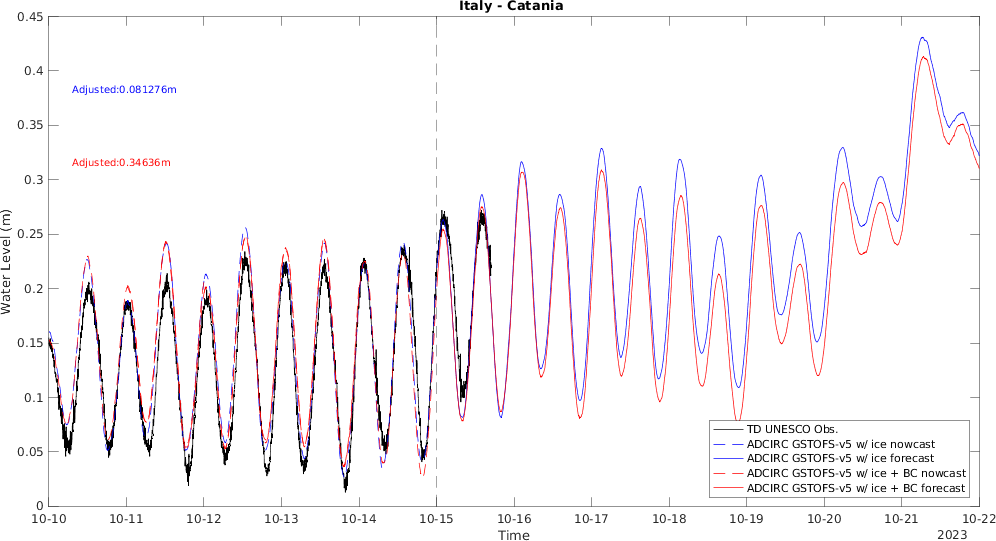 Italy - Catania
Water Level (m)
0.45
0.4
0.35
0.3
0.25
0.2
0.15
0.1
0.05
0
Adjusted:0.081276m
Adjusted:0.34636m
TD UNESCO Obs.
ADCIRC GSTOFS-v5 w/ ice nowcast
ADCIRC GSTOFS-v5 w/ ice forecast
ADCIRC GSTOFS-v5 w/ ice + BC nowcast
ADCIRC GSTOFS-v5 w/ ice + BC forecast
10-10 10-11 10-12 10-13 10-14 10-15 10-16 10-17 10-18 10-19 10-20 10-21 10-22
Time
2023